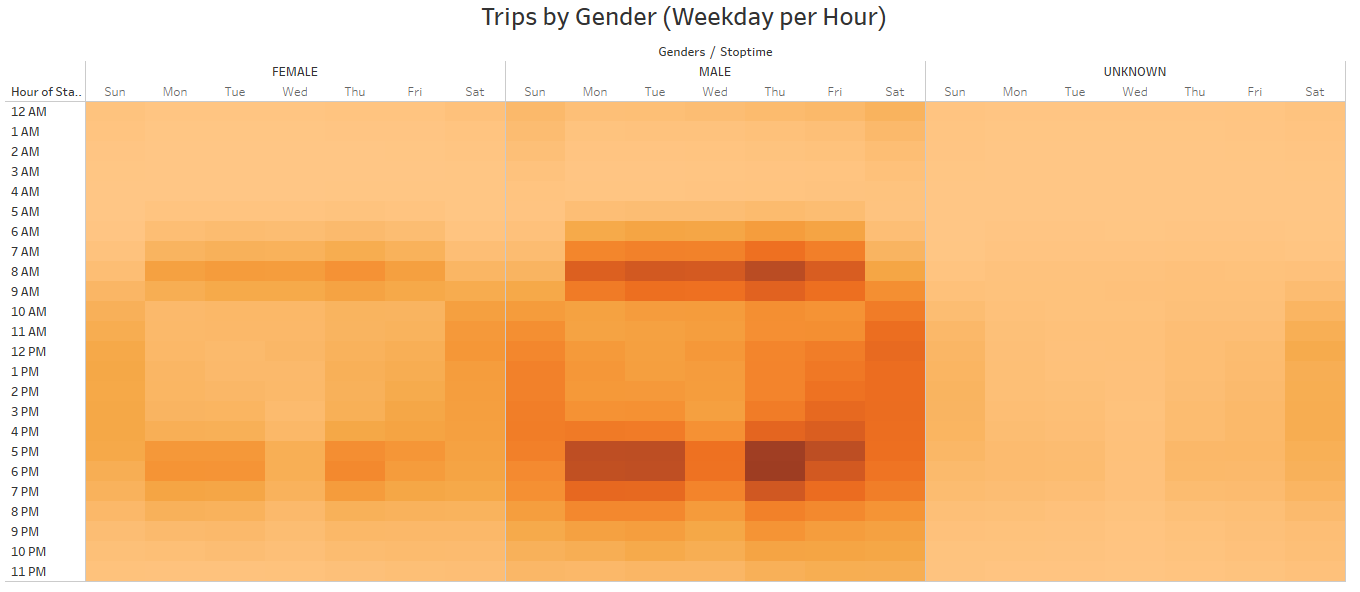 Trips by Gender (Weekday per Hour)
Genders / Stoptime
FEMALE MALE UNKNOWN
Hour of Sta.. Sun Mon Tue Wed Thu Fri Sat Sun Mon Tue Wed Thu Fri Sat Sun Mon Tue Wed Thu Fri Sat
12 AM
1 AM
2 AM
3 AM
4 AM
5 AM
6 AM
7 AM
8 AM
9 AM
10 AM
11 AM
12 PM
1 PM
2 PM
3 PM
4 PM
5 PM
6 PM
7 PM
8 PM
9 PM
10 PM
11 PM